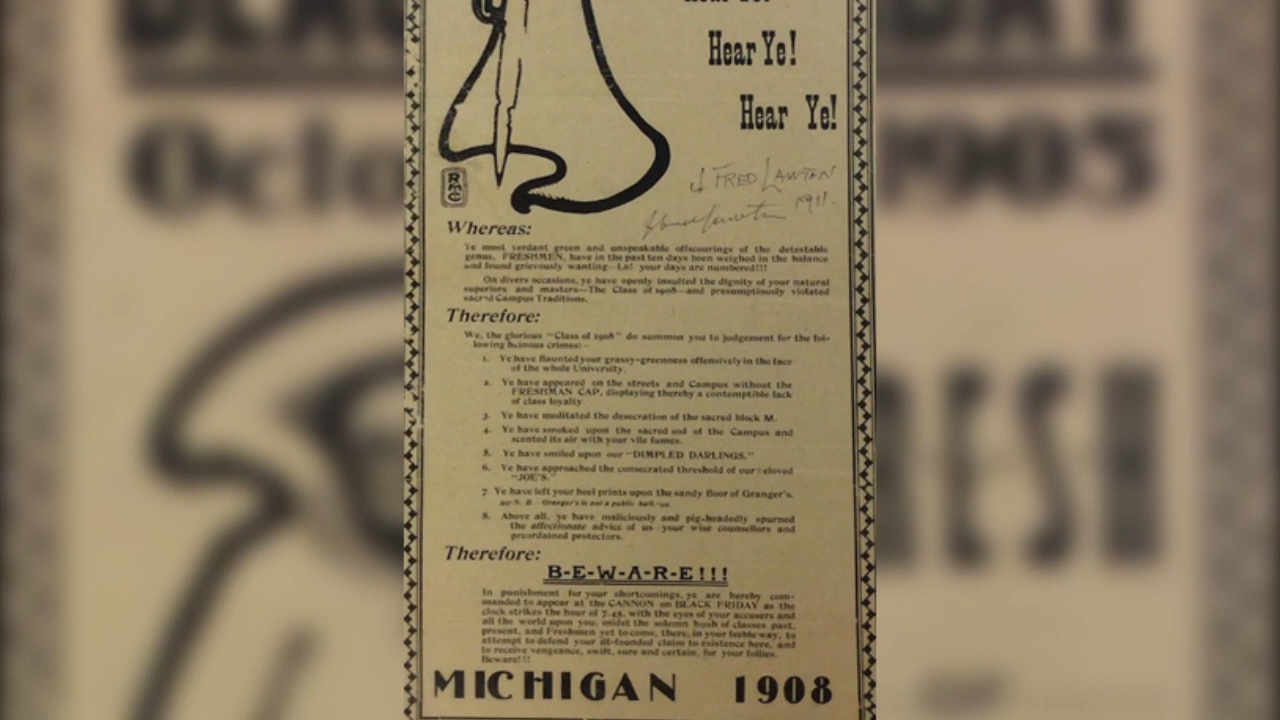 Hear Ye!
Hear Ye!
Hear Ye!
RMC
J. FRED LAWTON
1911.
Whereas:
Ye most verdant green and unspeakable offscourings of the detestable
genus, FRESHMEN, have in the past ten days been weighed in the balance
and found grievously wanting—Lo! your days are numbered!!!
On divers occasions, ye have openly insulted the dignity of your natural
superiors and masters—The Class of 1908—and presumptiously violated
sacred Campus Traditions.
Therefore:
We, the glorious "Class of 1908" do summon you to judgement for the fol-
lowing heinous crimes:—
1. Ye have flaunted your grassy-greenness offensively in the face
of the whole University.
2. Ye have appeared on the streets and Campus without the
FRESHMAN CAP, displaying thereby a contemptible lack
of class loyalty
3. Ye have meditated the desecration of the sacred block M.
4. Ye have smoked upon the sacred sod of the Campus and
scented its air with your vile fumes.
5. Ye have smiled upon our "DIMPLED DARLINGS."
6. Ye have approached the consecrated threshold of our beloved
"JOE'S."
7. Ye have left your heel prints upon the sandy floor of Granger's.
N. B.—Granger's is not a public
8. Above all, ye have maliciously and pig-headedly spurned
the affectionate advice of us—your wise counsellors and
preordained protectors.
Therefore:
B-E-W-A-R-E!!!
In punishment for your shortcomings, ye are hereby com-
manded to appear at the CANNON on BLACK FRIDAY as the
clock strikes the hour of 7.45, with the eyes of your accusers and
all the world upon you, midst the solemn hush of classes past,
present, and Freshmen yet to come, there, in your feeble way, to
attempt to defend your ill-founded claim to existence here, and
to receive vengeance, swift, sure and certain, for your follies.
Beware!!!
MICHIGAN 1908